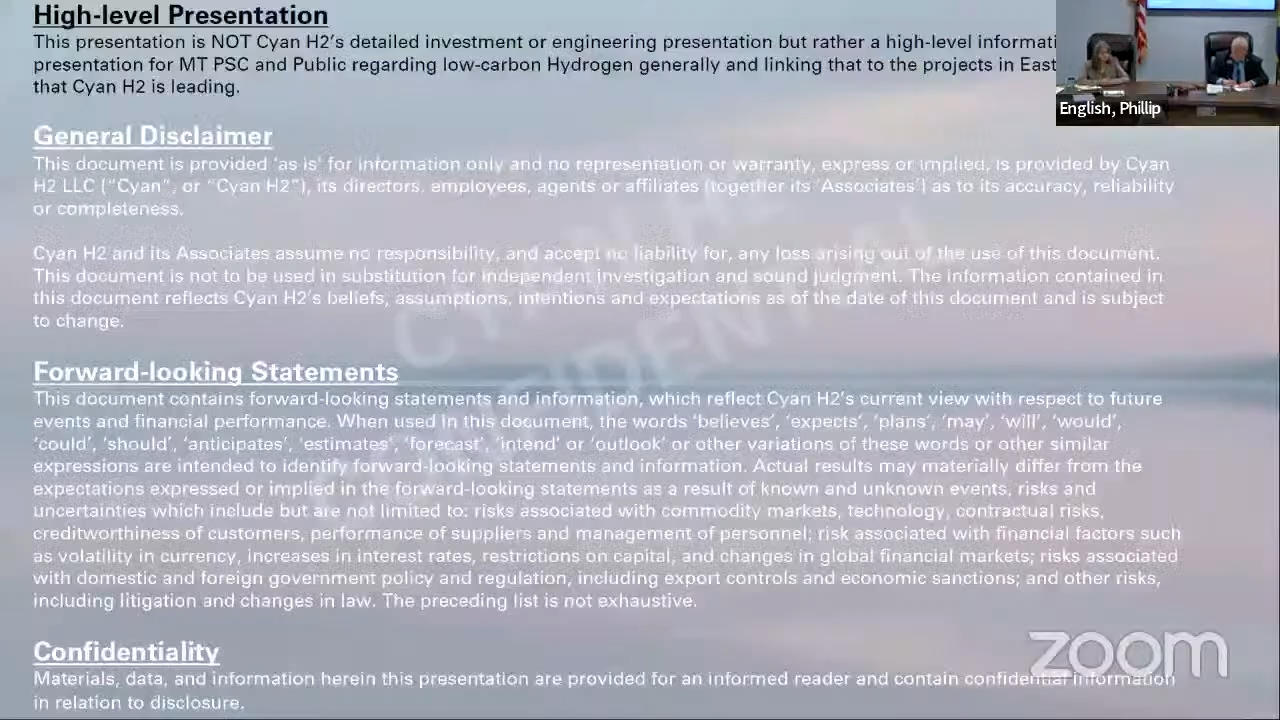 High-level Presentation
This presentation is NOT Cyan H2's detailed investment or engineering presentation but rather a high-level informati
presentation for MT PSC and Public regarding low-carbon Hydrogen generally and linking that to the projects in East
that Cyan H2 is leading.
English, Phillip
General Disclaimer
This document is provided 'as is' for information only and no representation or warranty, express or implied, is provided by Cyan
H2 LLC ("Cyan", or "Cyan H2"), its directors, employees, agents or affiliates (together its 'Associates') as to its accuracy, reliability
or completeness.
Cyan H2 and its Associates assume no responsibility, and accept no liability for, any loss arising out of the use of this document.
This document is not to be used in substitution for independent investigation and sound judgment. The information contained in
this document reflects Cyan H2's beliefs, assumptions, intentions and expectations as of the date of this document and is subject
to change.
CYAN H2
CONFIDENTIAL
Forward-looking Statements
This document contains forward-looking statements and information, which reflect Cyan H2's current view with respect to future
events and financial performance. When used in this document, the words 'believes', 'expects', 'plans', 'may', 'will', 'would',
'could', 'should', 'anticipates', 'estimates', 'forecast', 'intend' or 'outlook' or other variations of these words or other similar
expressions are intended to identify forward-looking statements and information. Actual results may materially differ from the
expectations expressed or implied in the forward-looking statements as a result of known and unknown events, risks and
uncertainties which include but are not limited to: risks associated with commodity markets, technology, contractual risks,
creditworthiness of customers, performance of suppliers and management of personnel; risk associated with financial factors such
as volatility in currency, increases in interest rates, restrictions on capital, and changes in global financial markets; risks associated
with domestic and foreign government policy and regulation, including export controls and economic sanctions; and other risks,
including litigation and changes in law. The preceding list is not exhaustive.
Confidentiality
Materials, data, and information herein this presentation are provided for an informed reader and contain confidential information
in relation to disclosure.
zoom